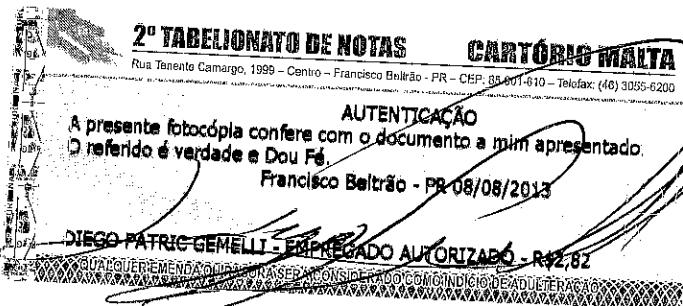 2º TABELIONATO DE NOTAS CARTÓRIO MALTA
Rua Tenente Camargo, 1999 – Centro – Francisco Beltrão - PR – CEP: 85.601-610 – Telefax: (46) 3055-6200
AUTENTICAÇÃO
A presente fotocópia confere com o documento a mim apresentado.
O referido é verdade e Dou Fé.
Francisco Beltrão - PR 08/08/2013
DIEGO PATRIC GEMELLI - EMPREGADO AUTORIZADO - R$2,82
QUALQUER EMENDA OU RASURA SERÁ CONSIDERADO COMO INDÍCIO DE ADULTERAÇÃO